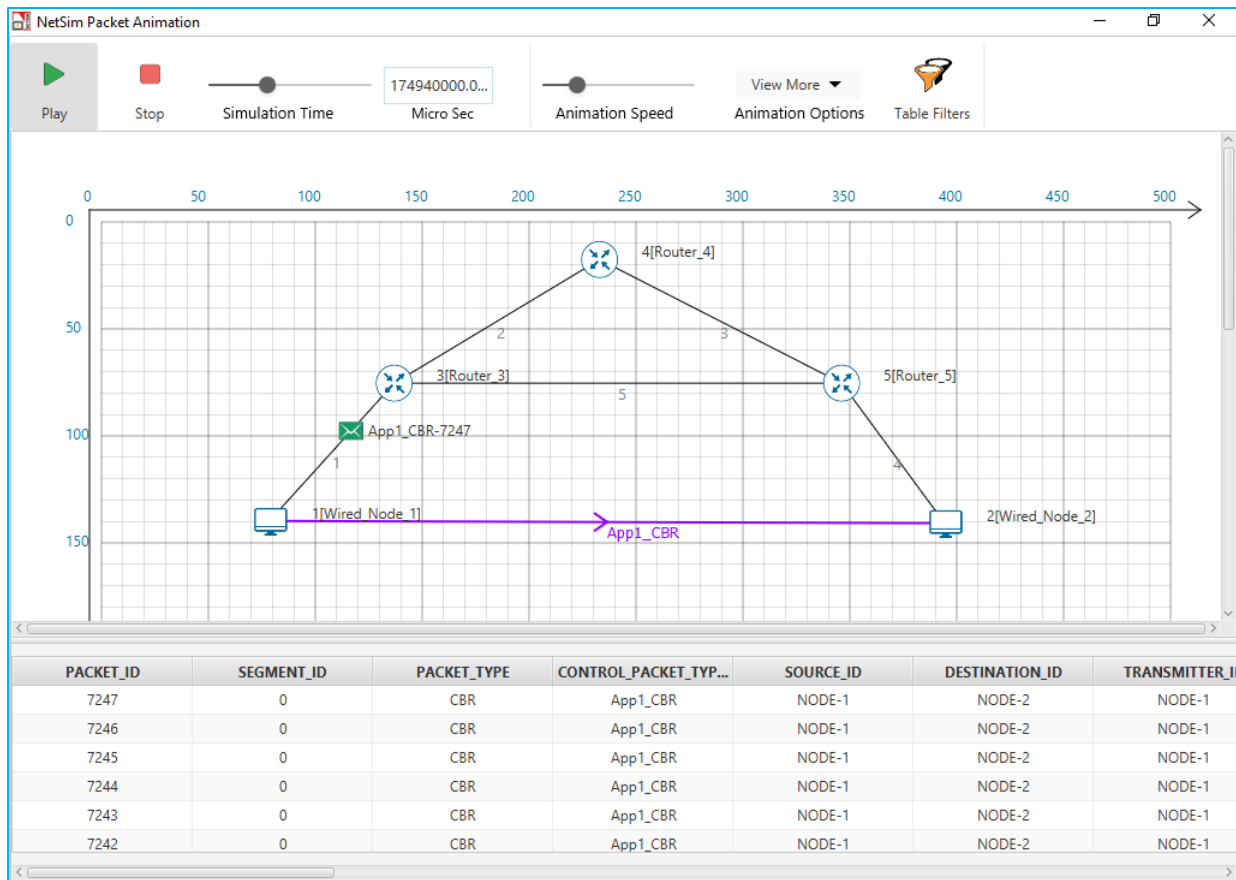 NetSim Packet Animation
Play
Stop
Simulation Time
174940000.0...
Micro Sec
Animation Speed
View More
Animation Options
Table Filters
0 50 100 150 200 250 300 350 400 450 500
0
4[Router_4]
50
2
3
3[Router_3]
5[Router_5]
5
100
App1_CBR-7247
1
4
1[Wired_Node_1]
2[Wired_Node_2]
App1_CBR
150
PACKET_ID SEGMENT_ID PACKET_TYPE CONTROL_PACKET_TYP... SOURCE_ID DESTINATION_ID TRANSMITTER_I
7247 0 CBR App1_CBR NODE-1 NODE-2 NODE-1
7246 0 CBR App1_CBR NODE-1 NODE-2 NODE-1
7245 0 CBR App1_CBR NODE-1 NODE-2 NODE-1
7244 0 CBR App1_CBR NODE-1 NODE-2 NODE-1
7243 0 CBR App1_CBR NODE-1 NODE-2 NODE-1
7242 0 CBR App1_CBR NODE-1 NODE-2 NODE-1